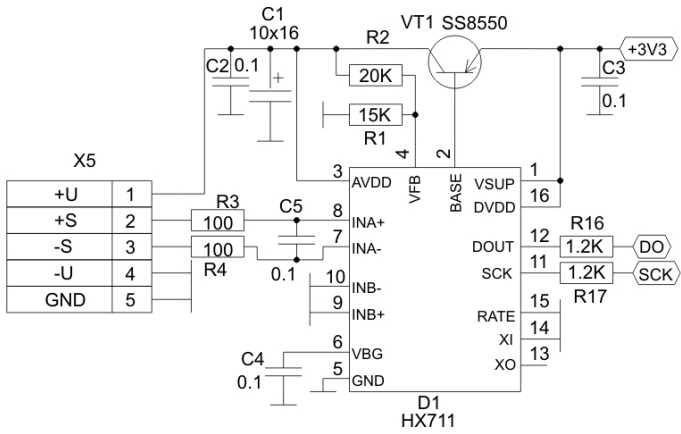 C1
10x16
VT1 SS8550
R2
+3V3
C2 0.1
+
20K
C3
0.1
15K
R1
X5
4
2
3
AVDD
VFB
BASE
VSUP
1
+U 1
DVDD
16
+S 2
R3
100
C5
8
INA+
-S 3
100
R4
0.1
7
INA-
DOUT
12
R16
1.2K
DO
-U 4
10
INB-
SCK
11
1.2K
R17
SCK
GND 5
9
INB+
RATE
15
XI
14
C4
0.1
6
VBG
XO
13
5
GND
D1
HX711